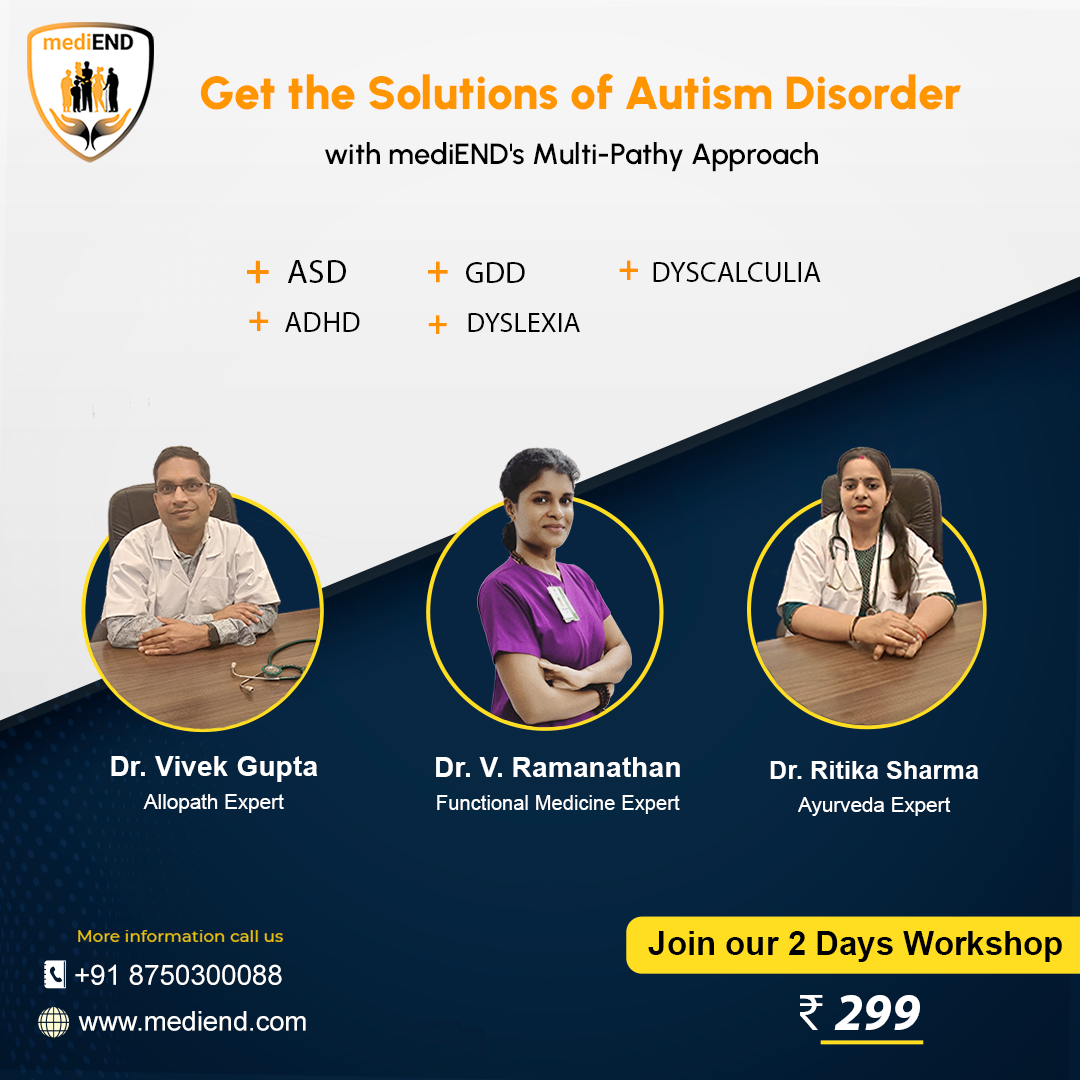 mediEND
Get the Solutions of Autism Disorder
with mediEND's Multi-Pathy Approach
+ ASD
+ GDD
+ DYSCALCULIA
+ ADHD
+ DYSLEXIA
Dr. Vivek Gupta
Allopath Expert
Dr. V. Ramanathan
Functional Medicine Expert
Dr. Ritika Sharma
Ayurveda Expert
More information call us
+91 8750300088
www.mediend.com
Join our 2 Days Workshop
₹ 299